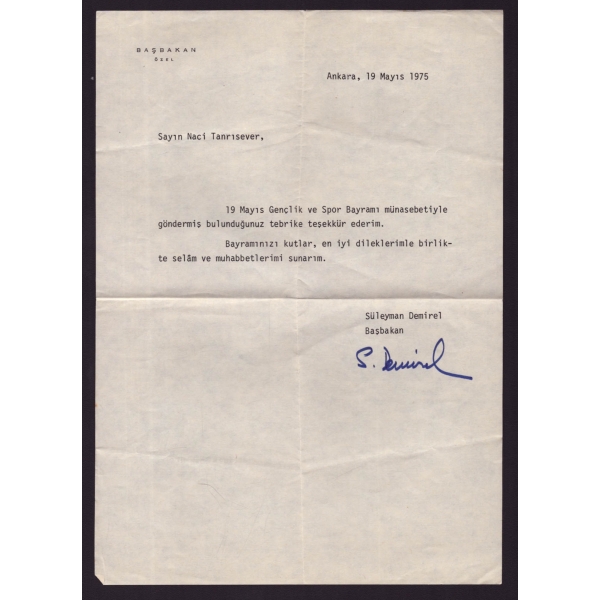 BAŞBAKAN
ÖZEL
Ankara, 19 Mayıs 1975
Sayın Naci Tanrısever,
19 Mayıs Gençlik ve Spor Bayramı münasebetiyle
göndermiş bulunduğunuz tebrike teşekkür ederim.
Bayramınızı kutlar, en iyi dileklerimle birlik-
te selâm ve muhabbetlerimi sunarım.
Süleyman Demirel
Başbakan
S. Demirel